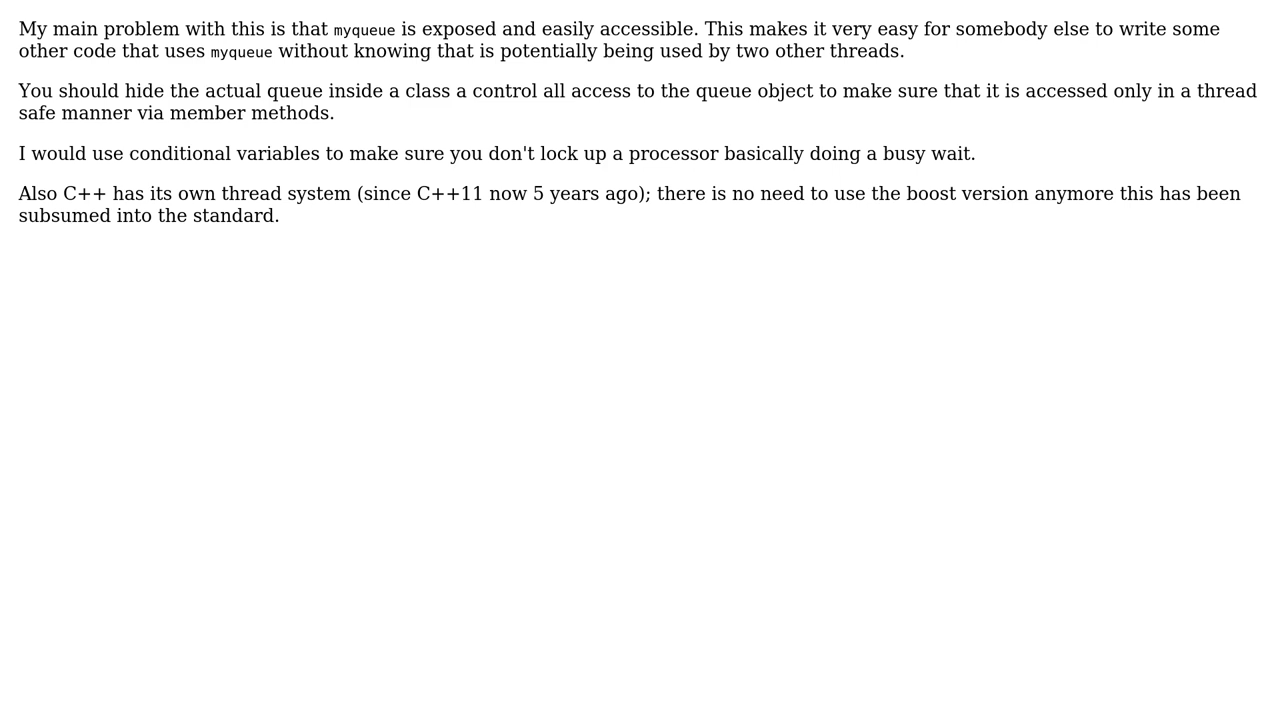 My main problem with this is that myqueue is exposed and easily accessible. This makes it very easy for somebody else to write some
other code that uses myqueue without knowing that is potentially being used by two other threads.
You should hide the actual queue inside a class a control all access to the queue object to make sure that it is accessed only in a thread
safe manner via member methods.
I would use conditional variables to make sure you don't lock up a processor basically doing a busy wait.
Also C++ has its own thread system (since C++11 now 5 years ago); there is no need to use the boost version anymore this has been
subsumed into the standard.